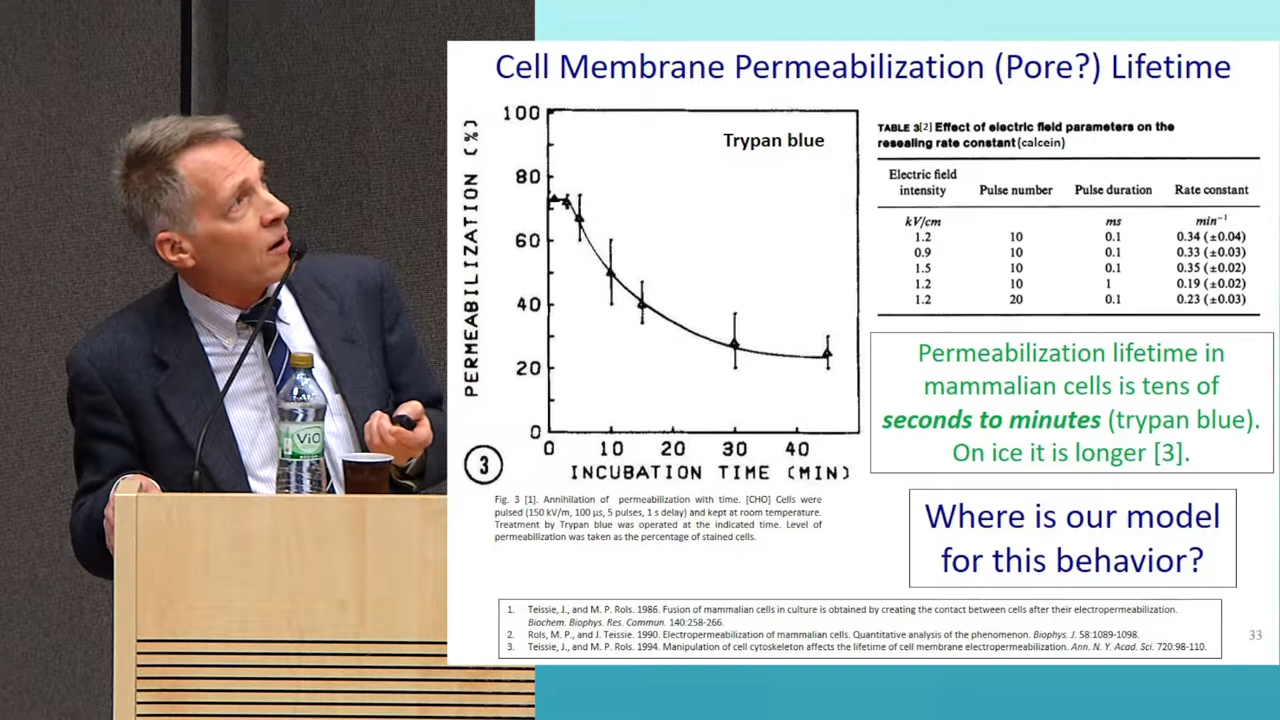 Cell Membrane Permeabilization (Pore?) Lifetime
100
80
60
40
20
0
PERMEABILIZATION (%)
Trypan blue
0 10 20 30 40
INCUBATION TIME (MIN)
3
Fig. 3 [1]. Annihilation of permeabilization with time. [CHO] Cells were
pulsed (150 kV/m, 100 µs, 5 pulses, 1 s delay) and kept at room temperature.
Treatment by Trypan blue was operated at the indicated time. Level of
permeabilization was taken as the percentage of stained cells.
TABLE 3[2] Effect of electric field parameters on the
resealing rate constant (calcein)
Electric field
intensity Pulse number Pulse duration Rate constant
kV/cm ms min⁻¹
1.2 10 0.1 0.34 (±0.04)
0.9 10 0.1 0.33 (±0.03)
1.5 10 0.1 0.35 (±0.02)
1.2 10 1 0.19 (±0.02)
1.2 20 0.1 0.23 (±0.03)
Permeabilization lifetime in
mammalian cells is tens of
seconds to minutes (trypan blue).
On ice it is longer [3].
Where is our model
for this behavior?
1. Teissie, J., and M. P. Rols. 1986. Fusion of mammalian cells in culture is obtained by creating the contact between cells after their electropermeabilization.
Biochem. Biophys. Res. Commun. 140:258-266.
2. Rols, M. P., and J. Teissie. 1990. Electropermeabilization of mammalian cells. Quantitative analysis of the phenomenon. Biophys. J. 58:1089-1098.
3. Teissie, J., and M. P. Rols. 1994. Manipulation of cell cytoskeleton affects the lifetime of cell membrane electropermeabilization. Ann. N. Y. Acad. Sci. 720:98-110.
33
ViO